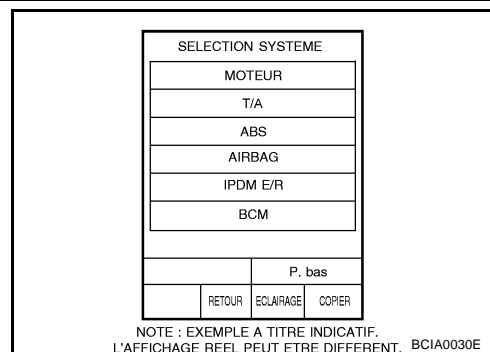 SELECTION SYSTEME
MOTEUR
T/A
ABS
AIRBAG
IPDM E/R
BCM
P. bas
RETOUR ECLAIRAGE COPIER
NOTE : EXEMPLE A TITRE INDICATIF.
L'AFFICHAGE REEL PEUT ETRE DIFFERENT. BCIA0030E